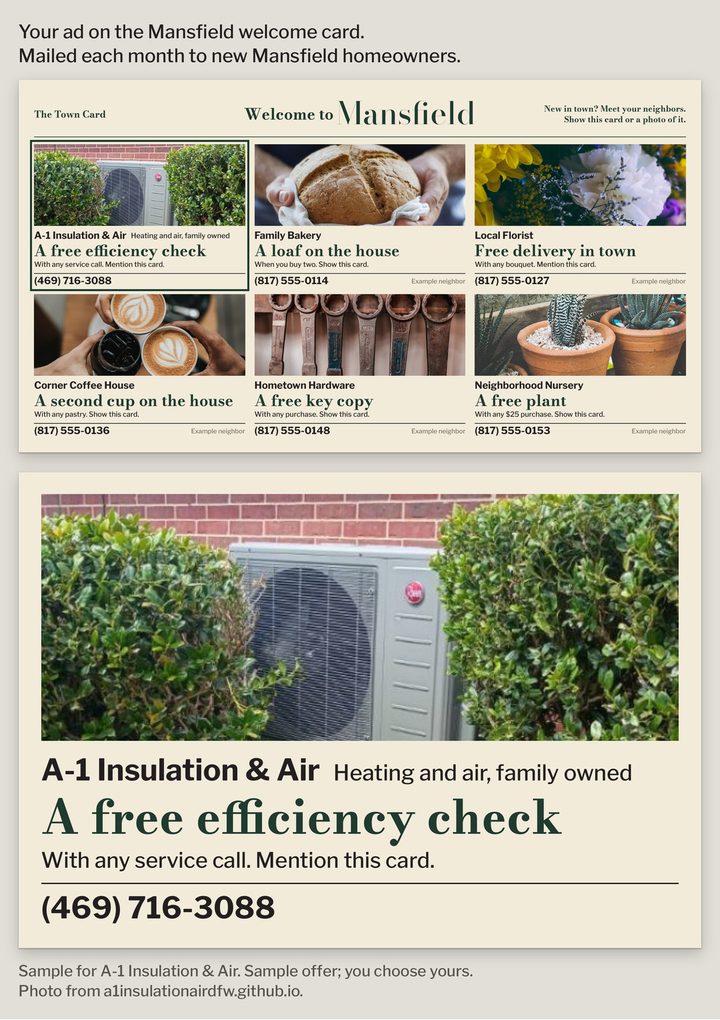 Your ad on the Mansfield welcome card.
Mailed each month to new Mansfield homeowners.
The Town Card
Welcome to Mansfield
New in town? Meet your neighbors.
Show this card or a photo of it.
A-1 Insulation & Air Heating and air, family owned
A free efficiency check
With any service call. Mention this card.
(469) 716-3088
Family Bakery
A loaf on the house
When you buy two. Show this card.
(817) 555-0114 Example neighbor
Local Florist
Free delivery in town
With any bouquet. Mention this card.
(817) 555-0127 Example neighbor
Corner Coffee House
A second cup on the house
With any pastry. Show this card.
(817) 555-0136 Example neighbor
Hometown Hardware
A free key copy
With any purchase. Show this card.
(817) 555-0148 Example neighbor
Neighborhood Nursery
A free plant
With any $25 purchase. Show this card.
(817) 555-0153 Example neighbor
A-1 Insulation & Air Heating and air, family owned
A free efficiency check
With any service call. Mention this card.
(469) 716-3088
Sample for A-1 Insulation & Air. Sample offer; you choose yours.
Photo from a1insulationairdfw.github.io.